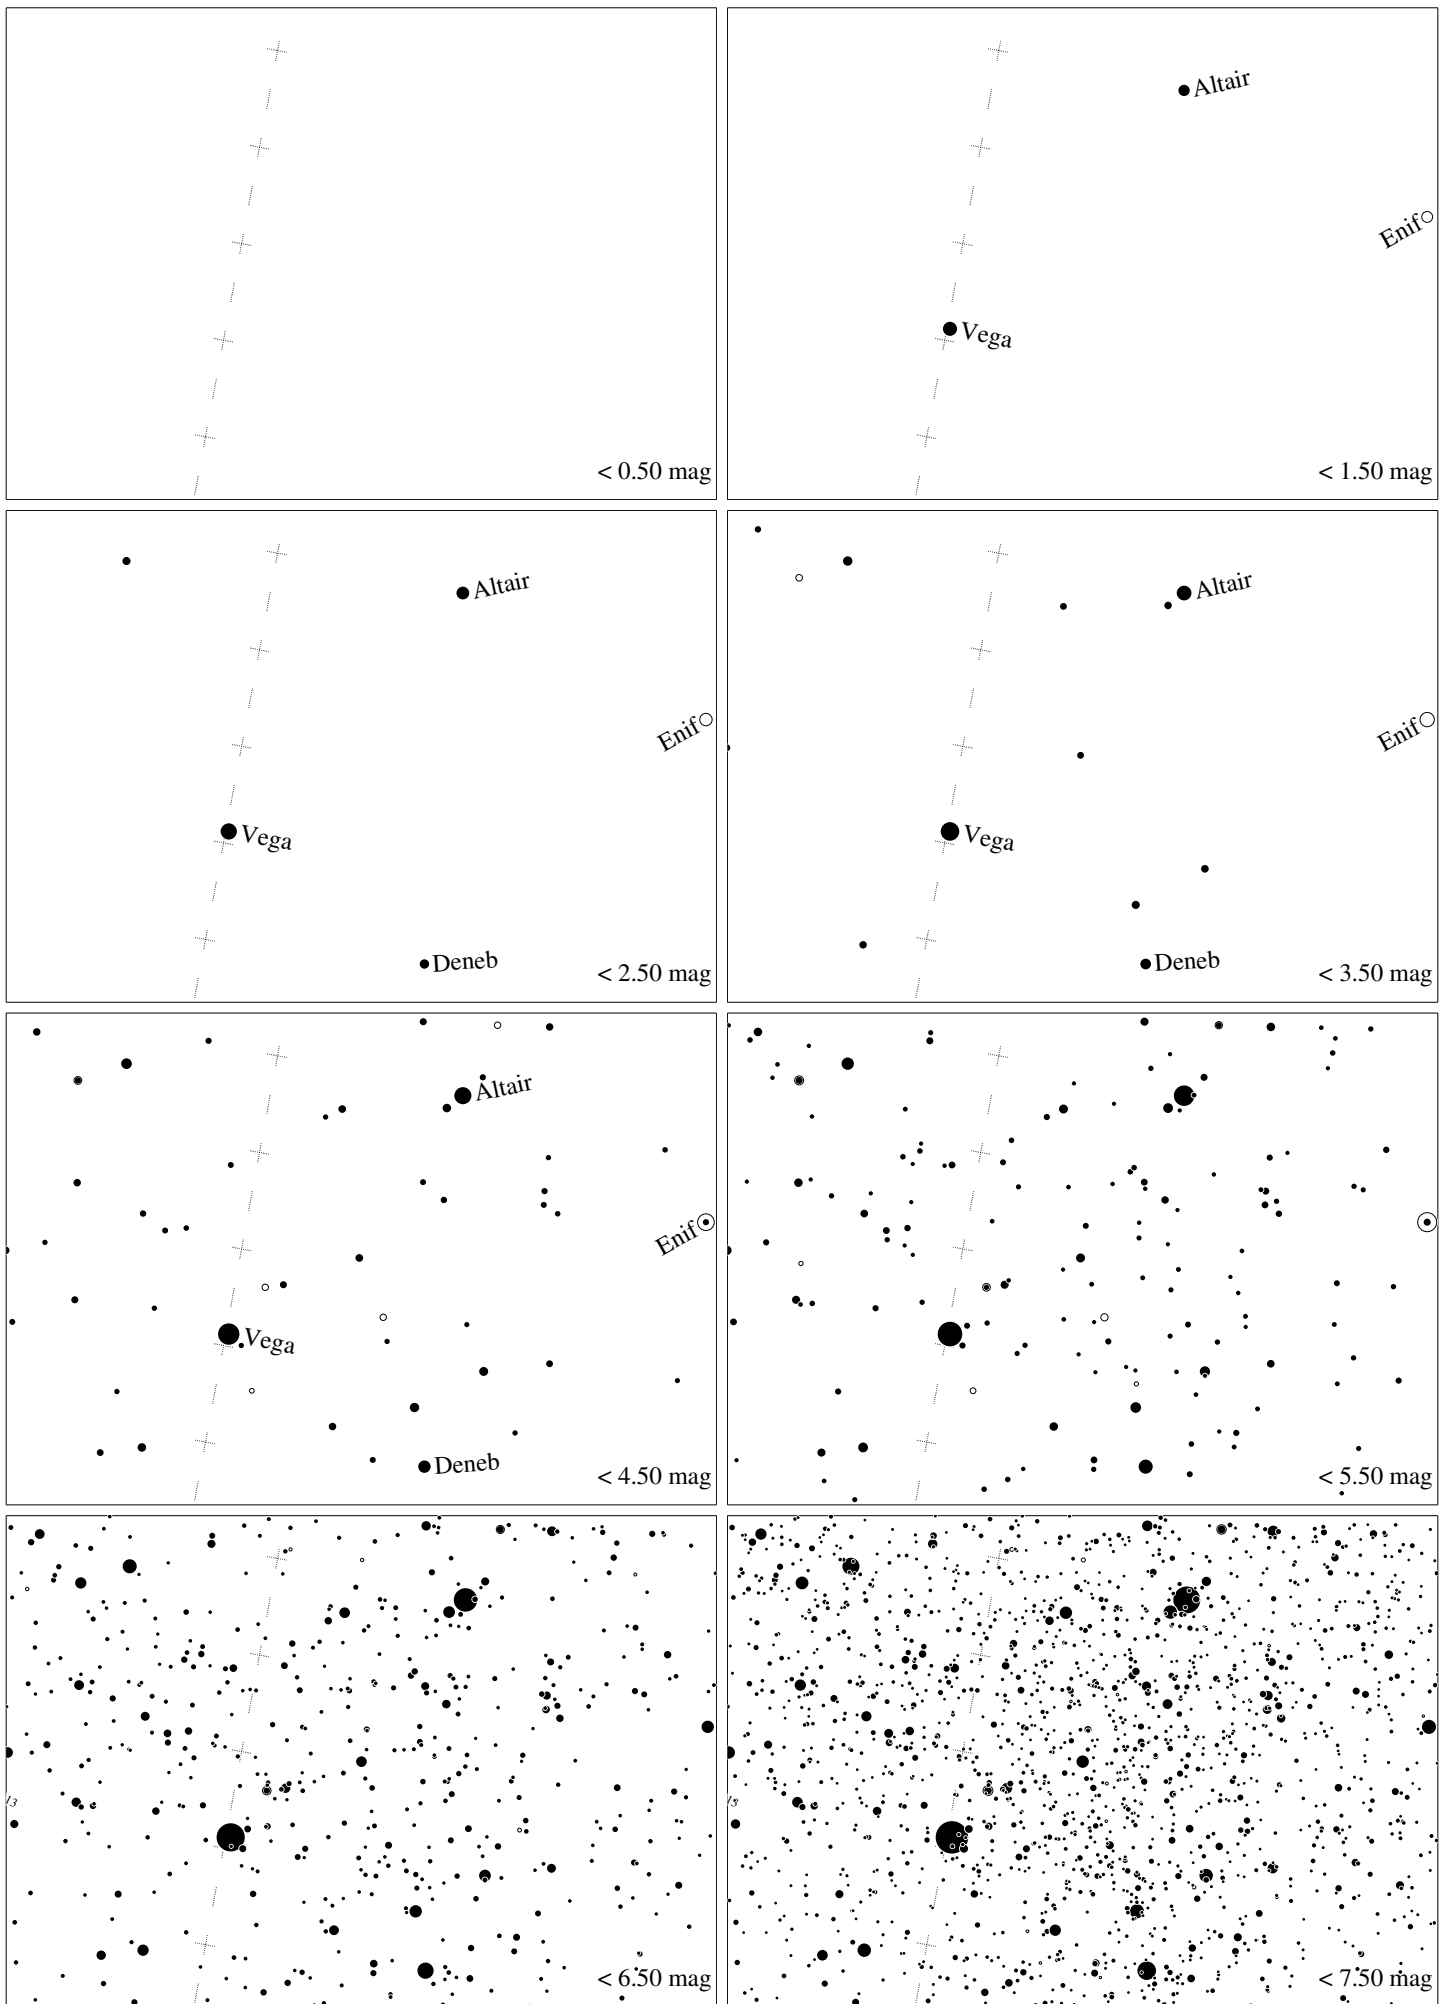 < 0.50 mag
Altair
Enif
Vega
< 1.50 mag
Altair
Enif
Vega
Deneb
< 2.50 mag
Altair
Enif
Vega
Deneb
< 3.50 mag
Altair
Enif
Vega
Deneb
< 4.50 mag
< 5.50 mag
13
< 6.50 mag
13
< 7.50 mag